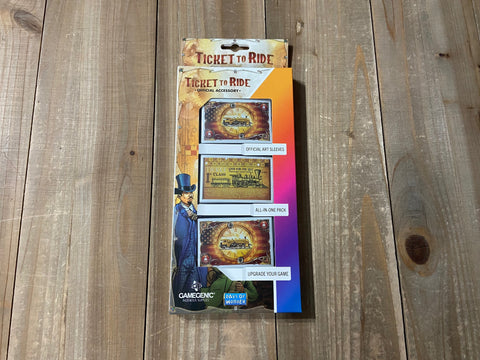 TICKET TO RIDE
TICKET TO RIDE
• OFFICIAL ACCESSORY •
OFFICIAL ART SLEEVES
CLASS
ALL-IN-ONE PACK
UPGRADE YOUR GAME
GAMEGENIC
DAYS OF
WONDER